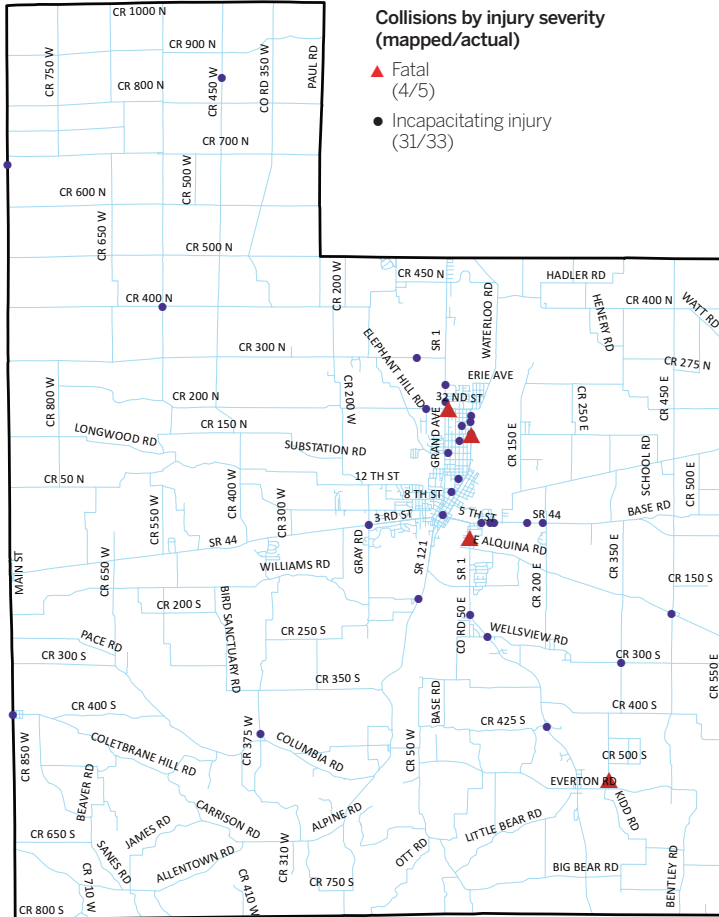 Collisions by injury severity
(mapped/actual)
Fatal
(4/5)
Incapacitating injury
(31/33)
CR 1000 N
CR 900 N
CR 750 W
CR 450 W
CO RD 350 W
PAUL RD
CR 800 N
CR 700 N
CR 500 W
CR 600 N
CR 650 W
CR 500 N
CR 200 W
CR 450 N
HADLER RD
CR 400 N
HENERY RD
CR 400 N
WATT RD
SR 1
WATERLOO RD
ELEPHANT HILL RD
CR 300 N
CR 275 N
ERIE AVE
CR 800 W
CR 200 N
CR 200 W
32 ND ST
CR 250 E
CR 450 E
LONGWOOD RD
CR 150 N
SUBSTATION RD
GRAND AVE
CR 150 E
SCHOOL RD
CR 500 E
CR 50 N
12 TH ST
CR 400 W
CR 300 W
8 TH ST
CR 550 W
3 RD ST
5 TH ST
SR 44
BASE RD
SR 44
GRAY RD
E ALQUINA RD
CR 350 E
MAIN ST
CR 650 W
WILLIAMS RD
SR 121
SR 1
CR 200 E
CR 150 S
CR 200 S
BIRD SANCTUARY RD
CR 250 S
CO RD 50 E
WELLSVIEW RD
PACE RD
CR 300 S
CR 300 S
CR 550 E
CR 350 S
BASE RD
CR 400 S
CR 400 S
CR 425 S
CR 850 W
COLETBRANE HILL RD
CR 375 W
COLUMBIA RD
CR 50 W
CR 500 S
BEAVER RD
EVERTON RD
KIDD RD
CARRISON RD
ALPINE RD
JAMES RD
LITTLE BEAR RD
CR 650 S
SANES RD
ALLENTOWN RD
CR 310 W
OTT RD
BIG BEAR RD
BENTLEY RD
CR 710 W
CR 410 W
CR 750 S
CR 800 S